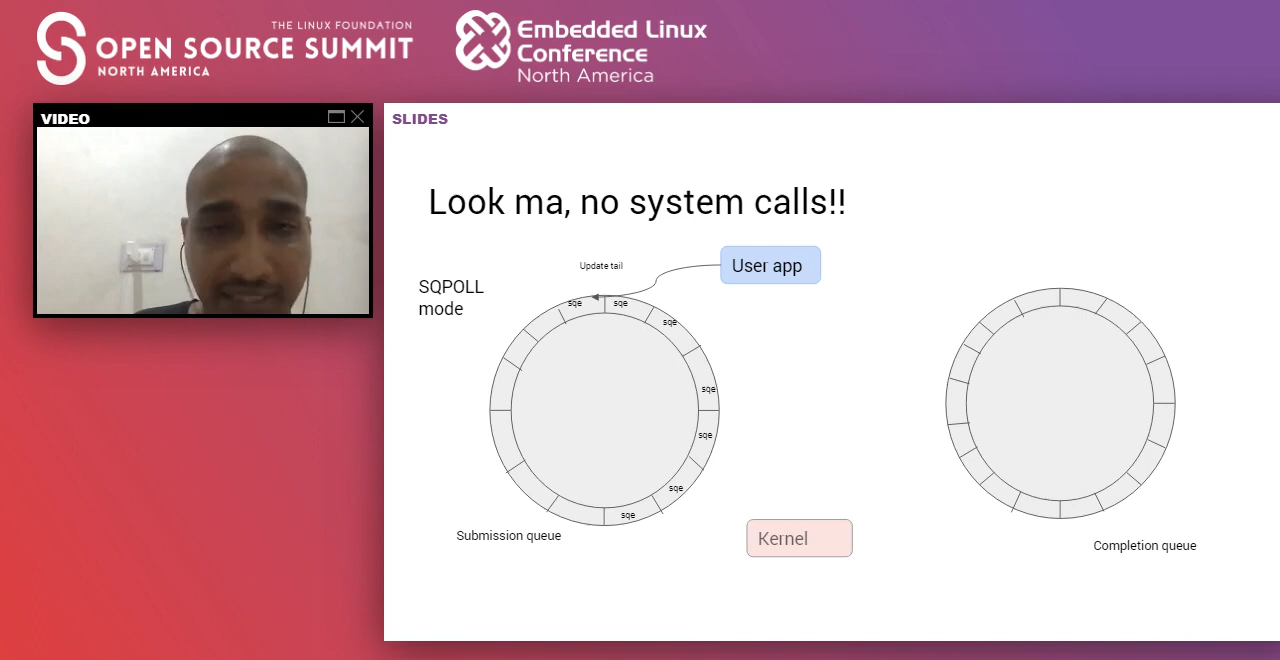 THE LINUX FOUNDATION
OPEN SOURCE SUMMIT
NORTH AMERICA
Embedded Linux
Conference
North America
VIDEO
SLIDES
Look ma, no system calls!!
Update tail
User app
SQPOLL
mode
sqe
sqe
sqe
sqe
sqe
sqe
sqe
Submission queue
Kernel
Completion queue